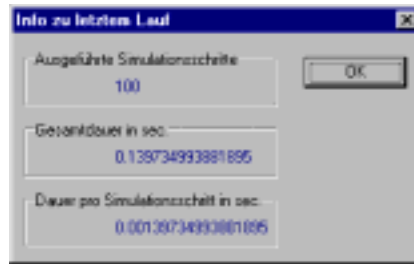 Info zu letztem Lauf
Ausgeführte Simulationsschritte
100
OK
Gesamtdauer in sec.
0.139734993881895
Dauer pro Simulationsschritt in sec.
0.00139734993881895